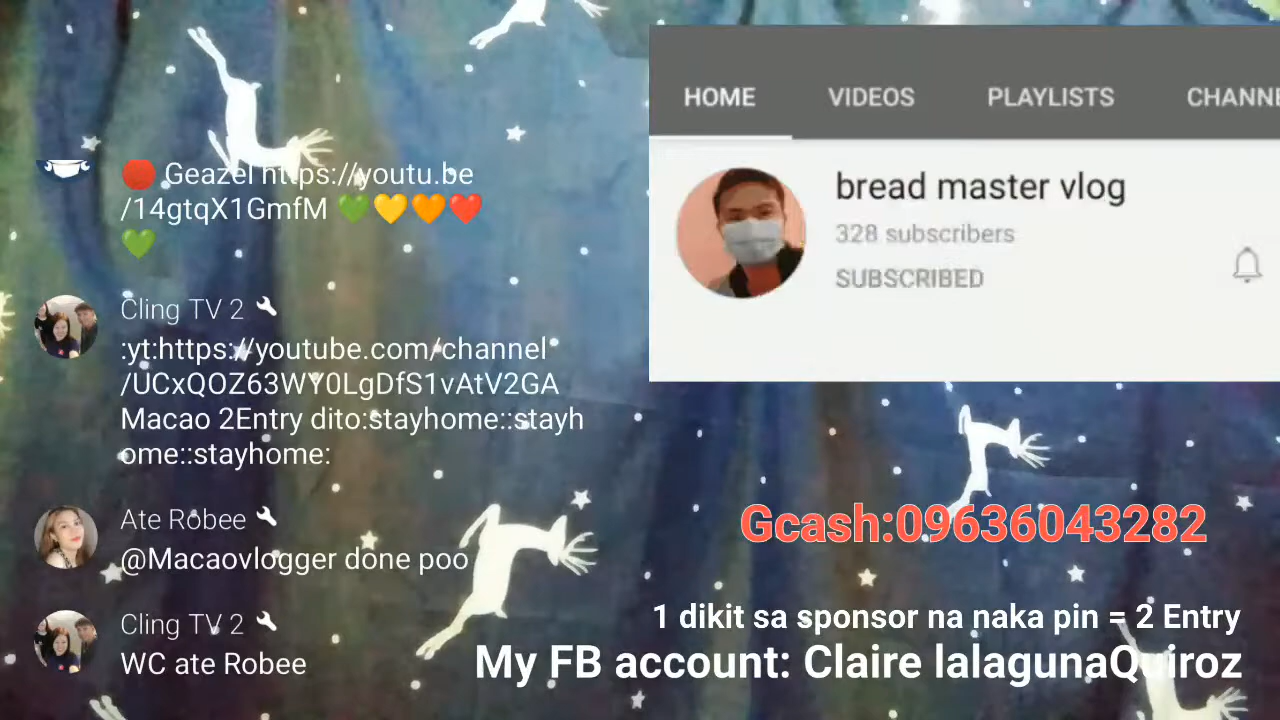 🔴 Geazel https://youtu.be
/14gtqX1GmfM 💚💛🧡❤️
💚
Cling TV 2
:yt:https://youtube.com/channel
/UCxQOZ63WY0LgDfS1vAtV2GA
Macao 2Entry dito:stayhome::stayh
ome::stayhome:
Ate Robee
@Macaovlogger done poo
Cling TV 2
WC ate Robee
HOME VIDEOS PLAYLISTS CHANNE
bread master vlog
328 subscribers
SUBSCRIBED
Gcash:09636043282
1 dikit sa sponsor na naka pin = 2 Entry
My FB account: Claire lalagunaQuiroz